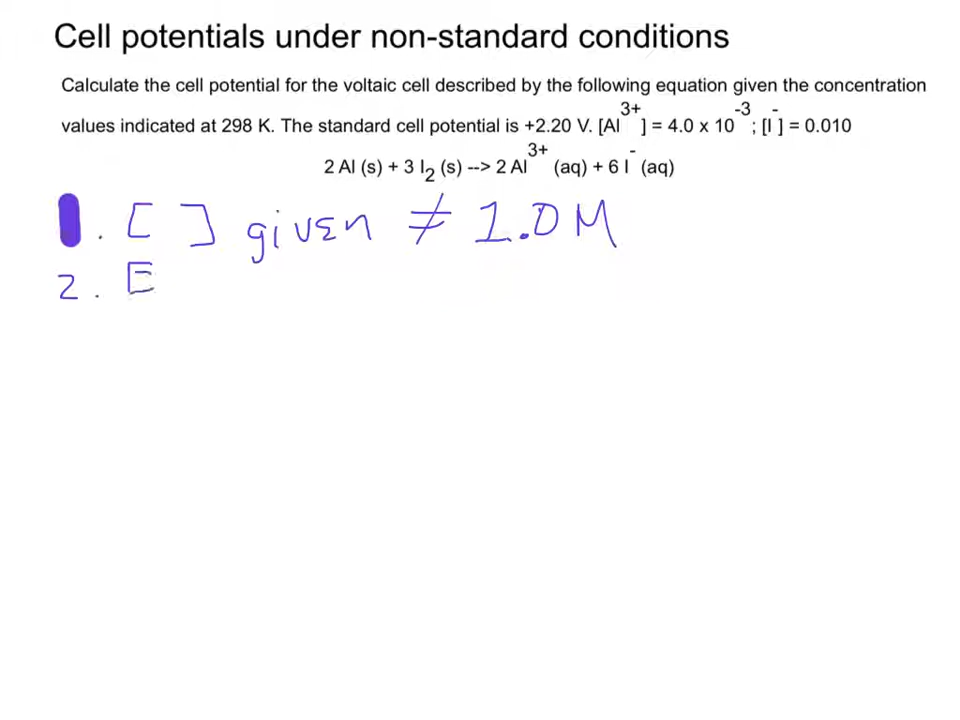 Cell potentials under non-standard conditions
Calculate the cell potential for the voltaic cell described by the following equation given the concentration
values indicated at 298 K. The standard cell potential is +2.20 V. [Al³⁺] = 4.0 x 10⁻³; [I⁻] = 0.010
2 Al (s) + 3 I₂ (s) --> 2 Al³⁺ (aq) + 6 I⁻ (aq)
. [ ] given ≠ 1.0 M
2. E